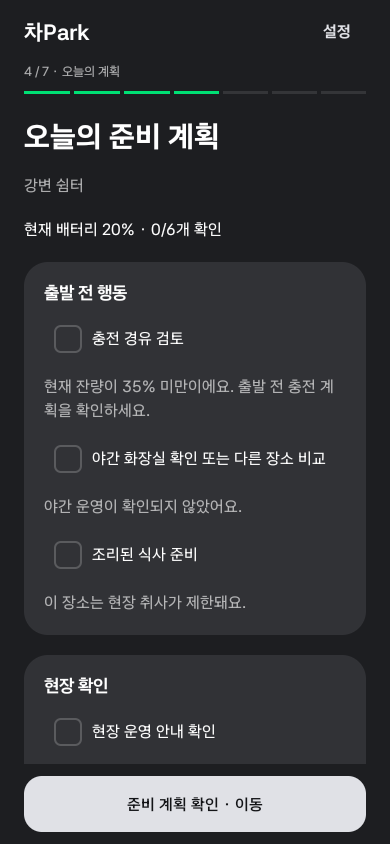 차Park
설정
4 / 7 · 오늘의 계획
오늘의 준비 계획
강변 쉼터
현재 배터리 20% · 0/6개 확인
출발 전 행동
충전 경유 검토
현재 잔량이 35% 미만이에요. 출발 전 충전 계
획을 확인하세요.
야간 화장실 확인 또는 다른 장소 비교
야간 운영이 확인되지 않았어요.
조리된 식사 준비
이 장소는 현장 취사가 제한돼요.
현장 확인
현장 운영 안내 확인
준비 계획 확인 · 이동